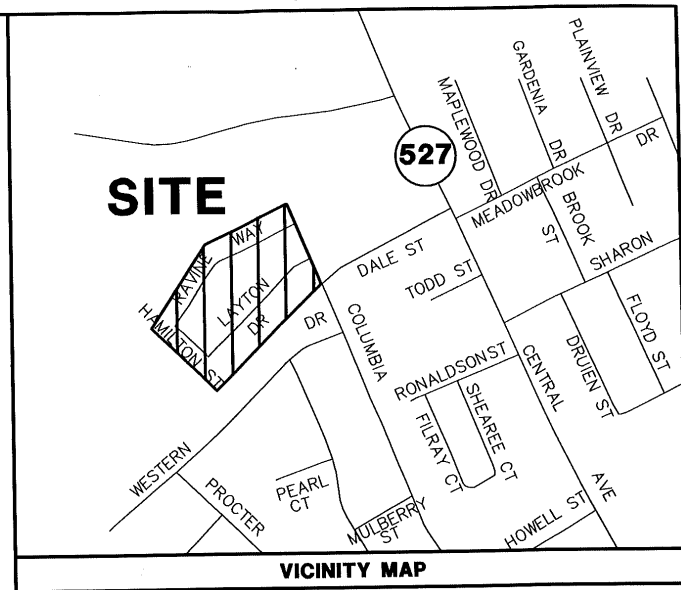 SITE
527
MAPLEWOOD DR
GARDENIA DR
PLAINVIEW DR
MEADOWBROOK DR
BROOK ST
SHARON
RAVINE WAY
LAYTON DR
HAMILTON ST
DALE ST
TODD ST
WESTERN DR
COLUMBIA
RONALDSON ST
CENTRAL AVE
DRUIEN ST
FLOYD ST
FILRAY CT
SHEAREE CT
PEARL CT
PROCTER
MULBERRY ST
HOWELL ST
VICINITY MAP